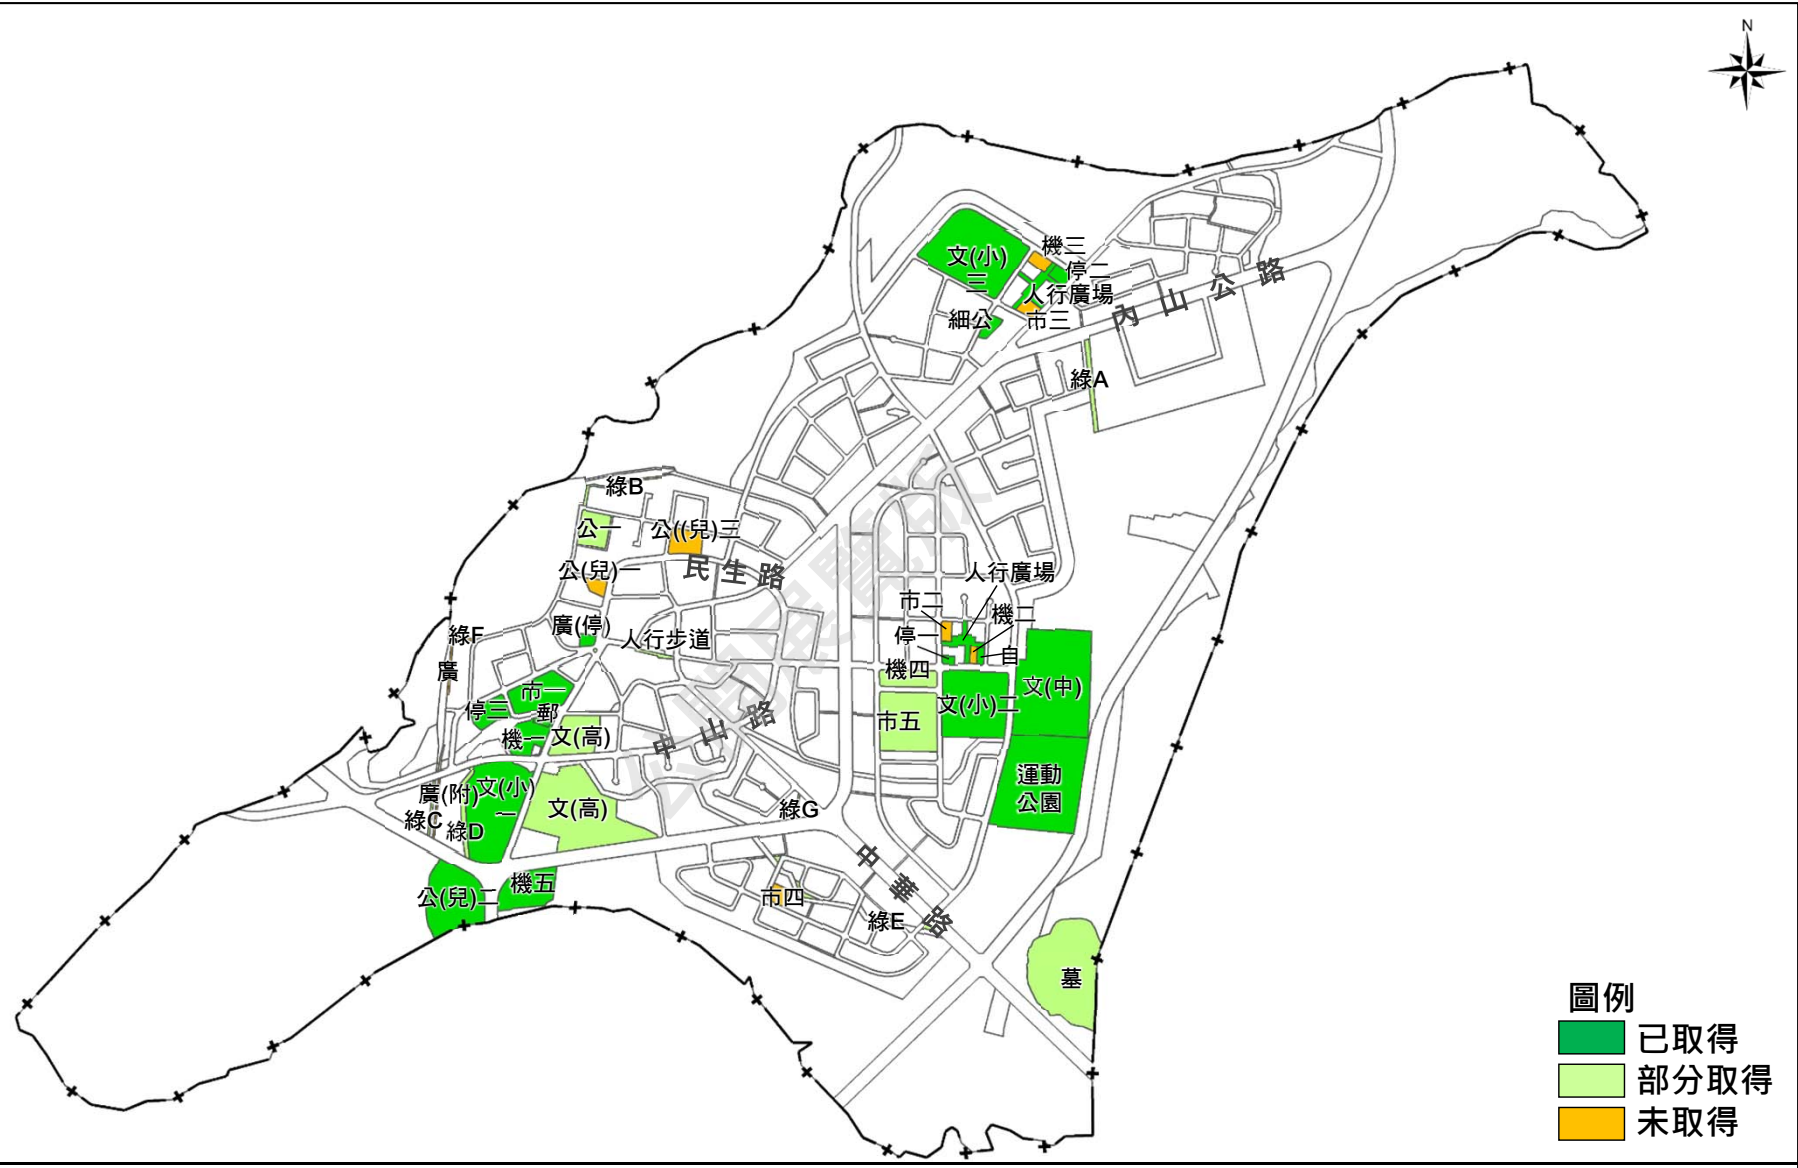 N
文(小)
三
機三
停二
人行廣場
市三
細公
內山公路
綠A
綠B
公一
公((兒)三
民生路
公(兒)一
廣(停)
人行步道
綠F
廣
人行廣場
市二
機二
停一
自
機四
文(中)
文(小)二
市五
市一
停三
郵
機一
文(高)
中山路
運動
公園
廣(附)
文(小)
一
文(高)
綠C
綠D
綠G
中華路
公(兒)二
機五
市四
綠E
墓
公開展覽版
圖例
已取得
部分取得
未取得